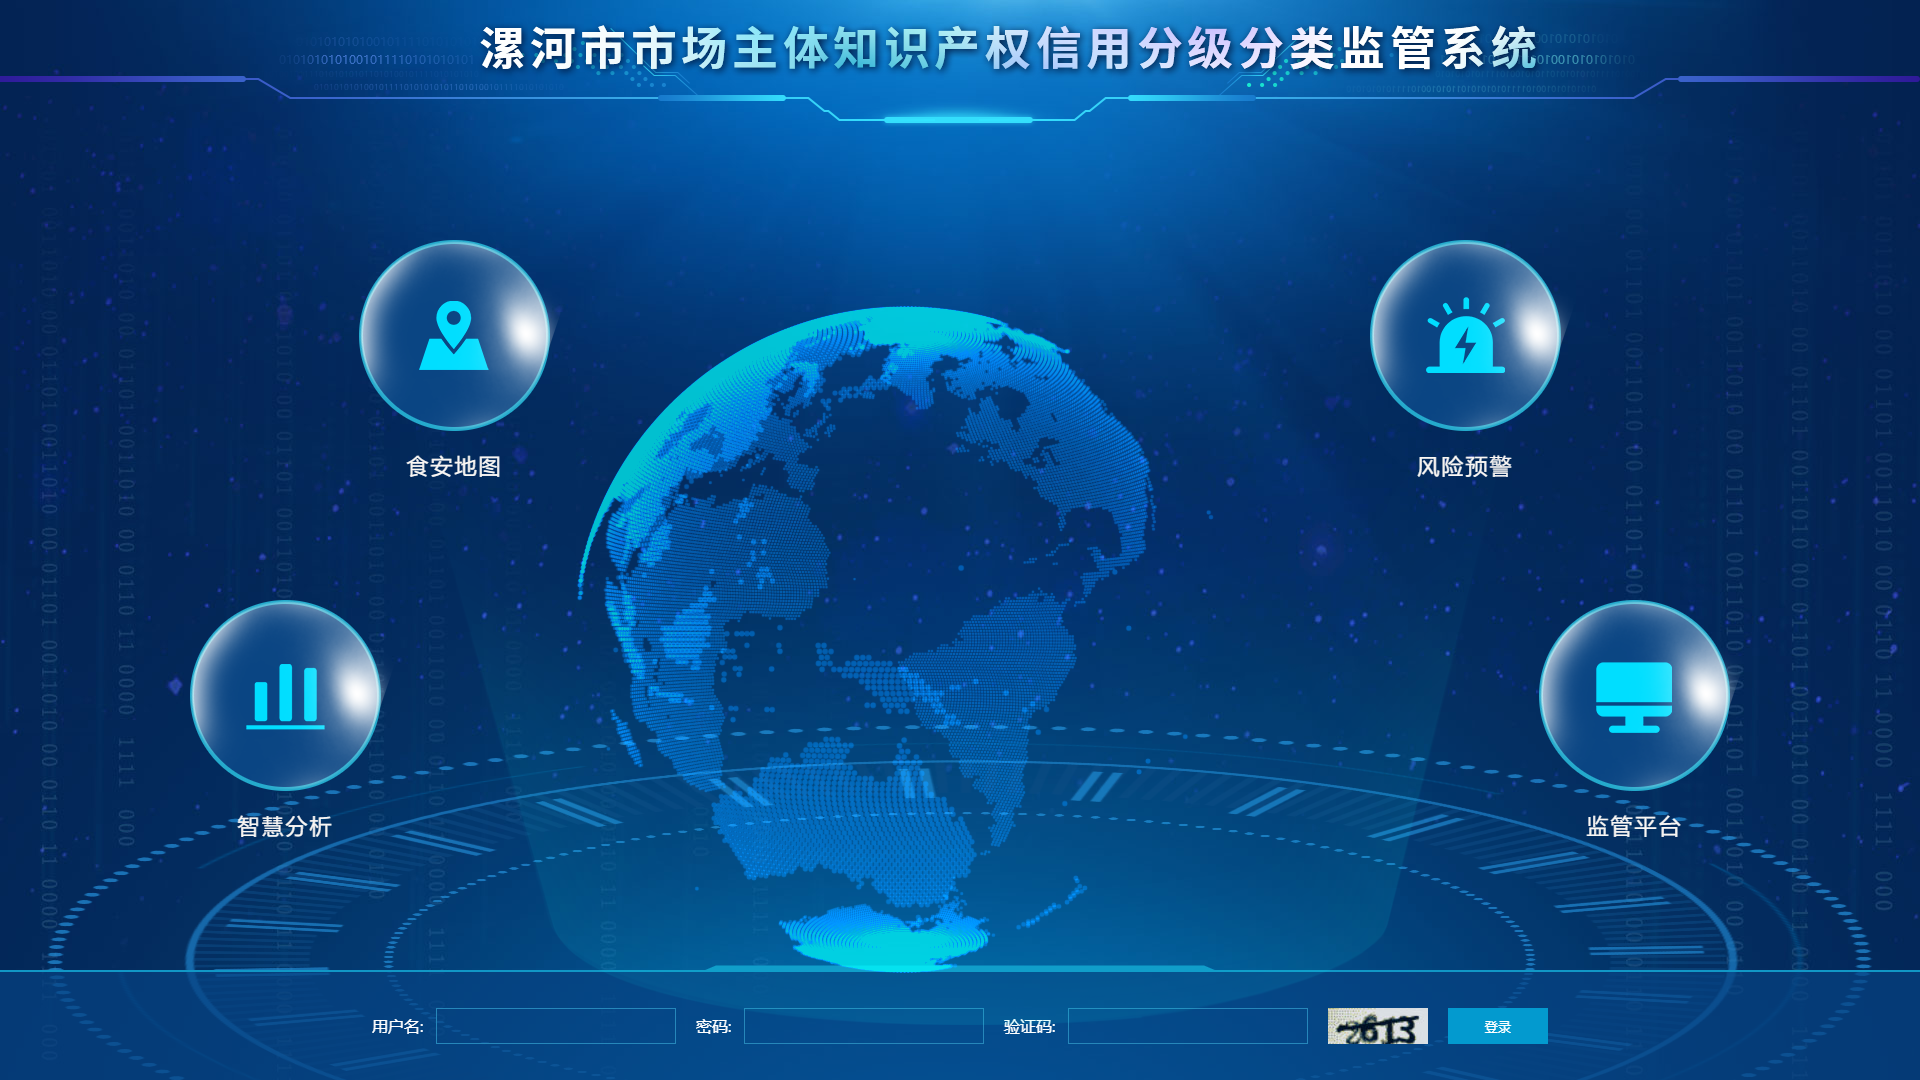 漯河市市场主体知识产权信用分级分类监管系统
食安地图
风险预警
智慧分析
监管平台
用户名:
密码:
验证码:
2613
登录